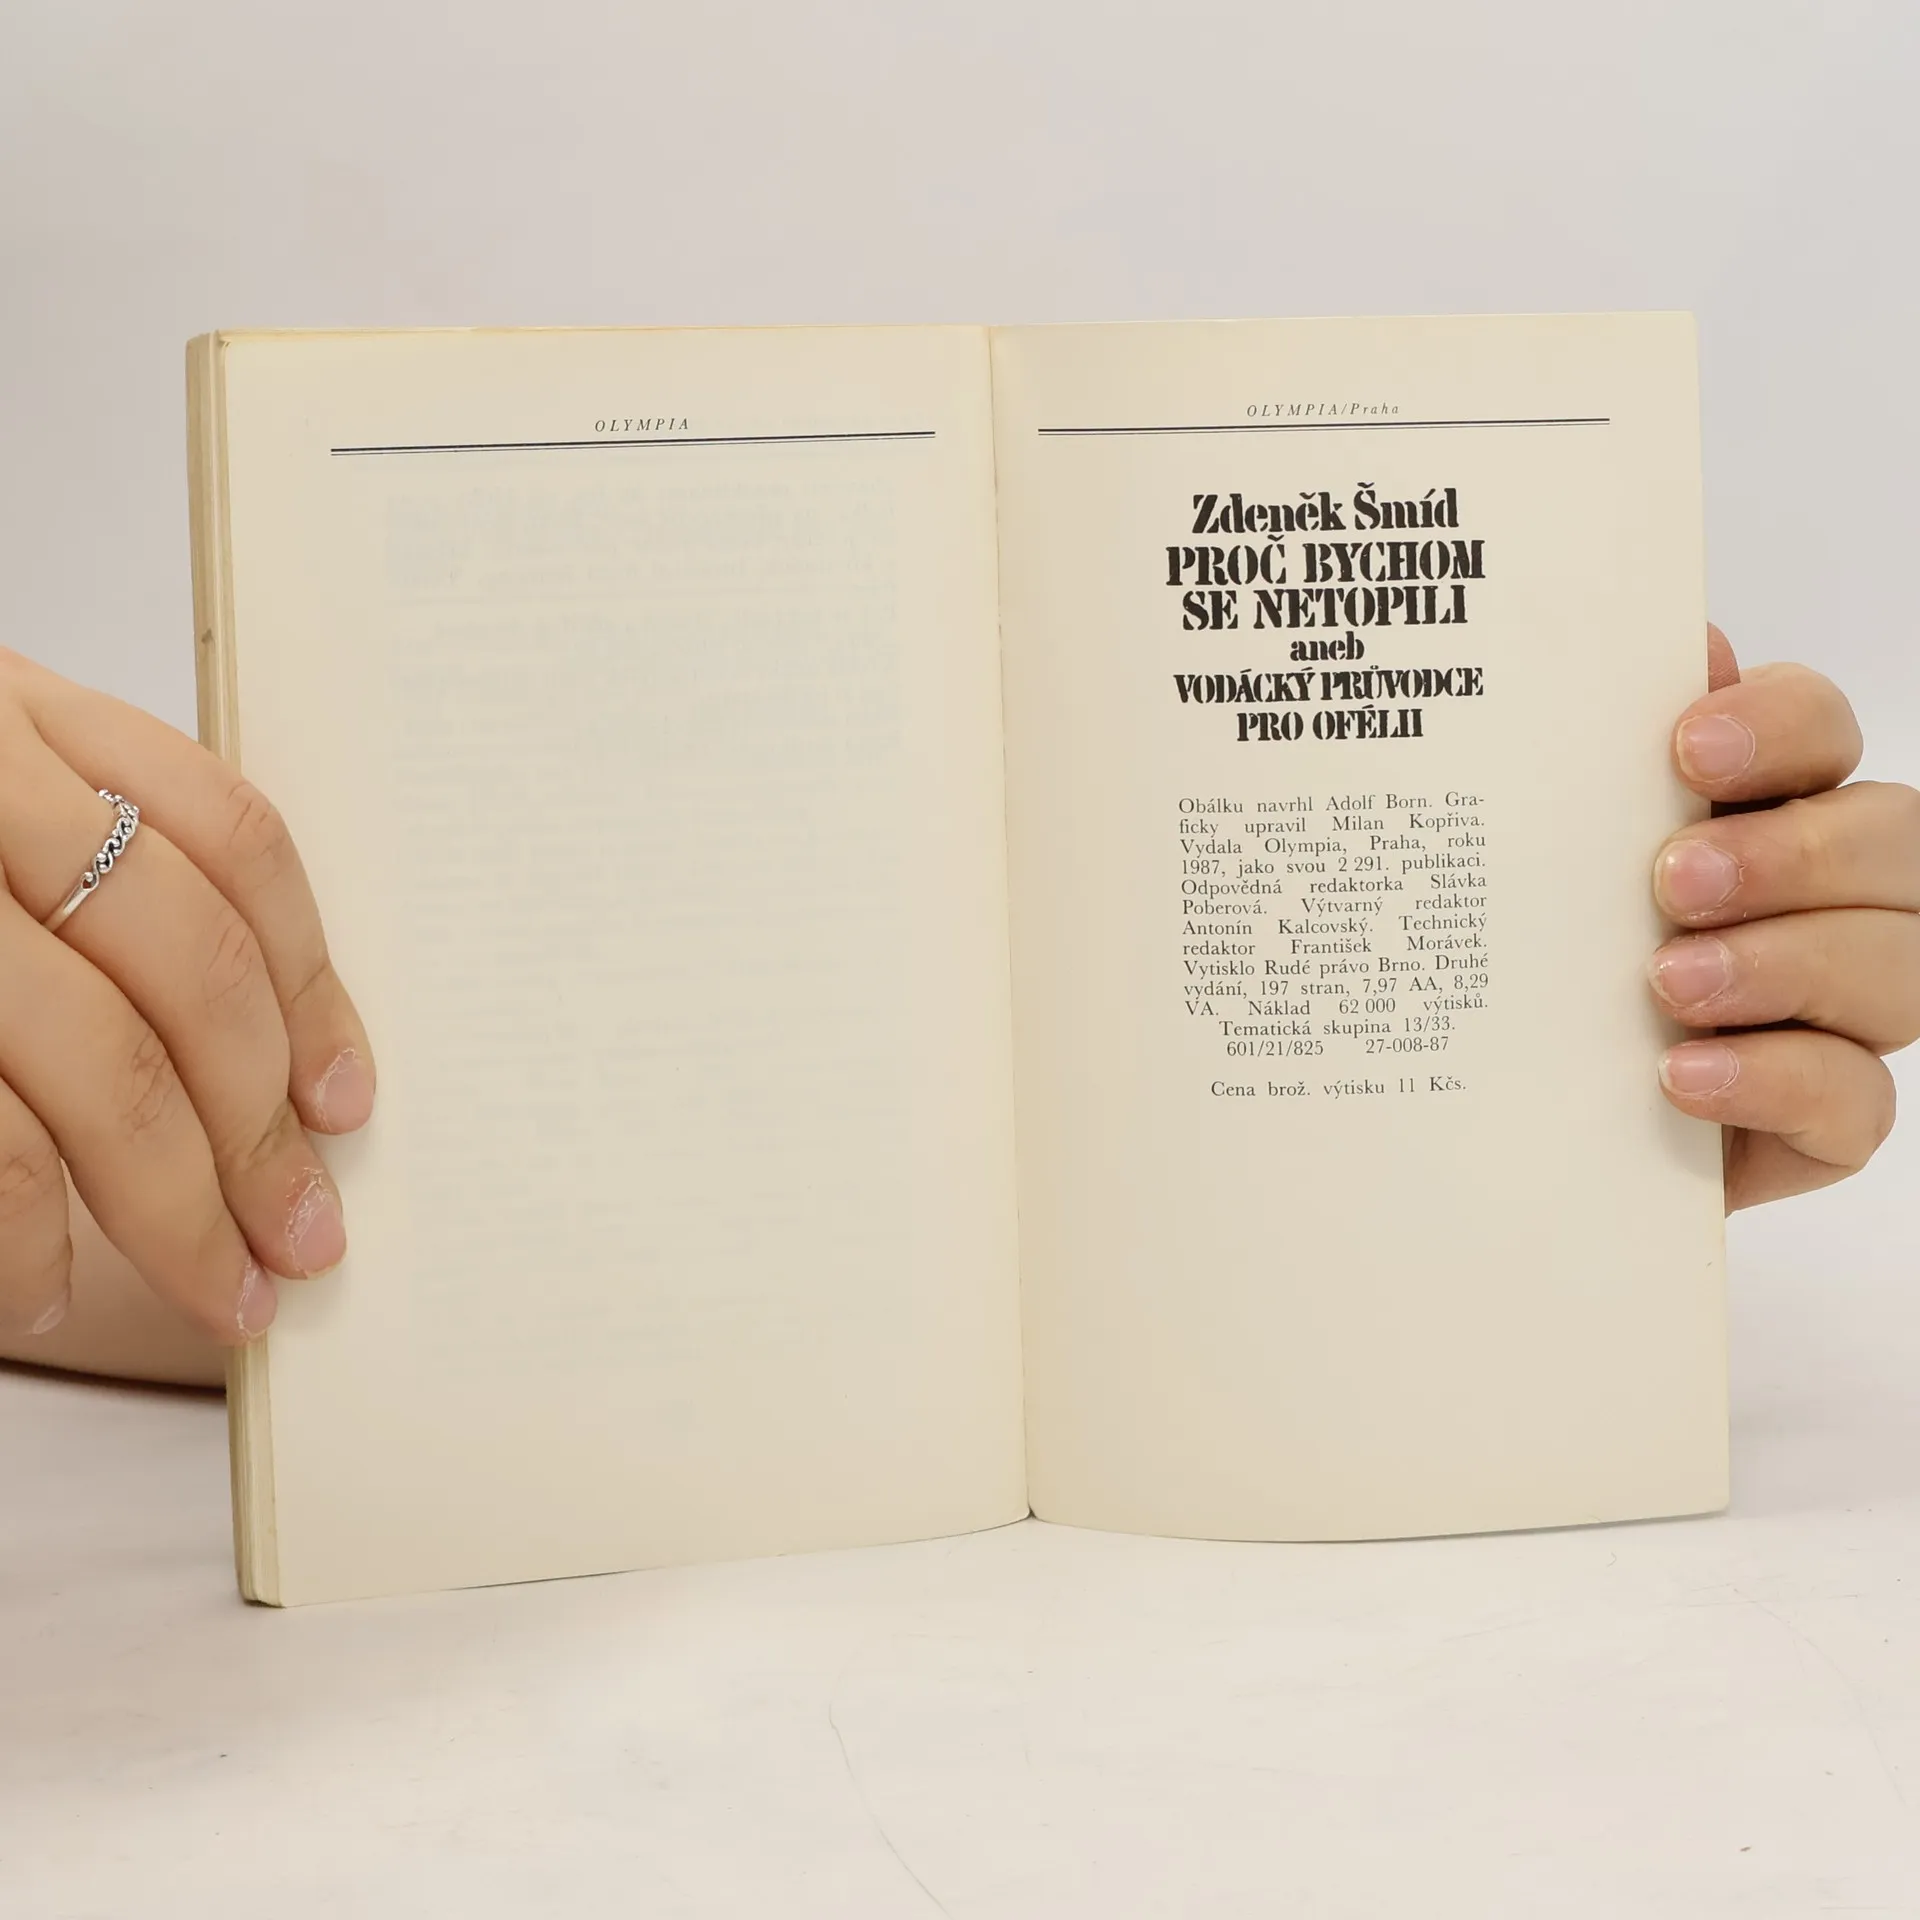 OLYMPIA
OLYMPIA/Praha
Zdeněk Šmíd
PROČ BYCHOM
SE NETOPILI
aneb
VODÁCKÝ PRŮVODCE
PRO OFÉLII
Obálku navrhl Adolf Born. Gra-
ficky upravil Milan Kopřiva.
Vydala Olympia, Praha, roku
1987, jako svou 2 291. publikaci.
Odpovědná redaktorka Slávka
Poberová. Výtvarný redaktor
Antonín Kalcovský. Technický
redaktor František Morávek.
Vytisklo Rudé právo Brno. Druhé
vydání, 197 stran, 7,97 AA, 8,29
VA. Náklad 62 000 výtisků.
Tematická skupina 13/33.
601/21/825 27-008-87
Cena brož. výtisku 11 Kčs.